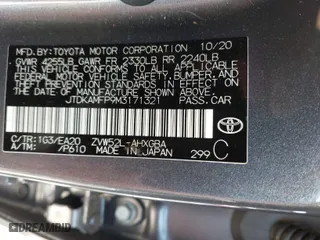 MFD. BY: TOYOTA MOTOR CORPORATION 10/20
GVWR 4255LB GAWR FR 2330LB RR 2240LB
THIS VEHICLE CONFORMS TO ALL APPLICABLE
FEDERAL MOTOR VEHICLE SAFETY, BUMPER, AND
THEFT PREVENTION STANDARDS IN EFFECT ON
THE DATE OF MANUFACTURE SHOWN ABOVE.
JTDKAMFP9M3171321 PASS.CAR
C/TR: 1G3/EA20 ZVW52L-AHXGBA
A/TM: /P610 MADE IN JAPAN 299 C
TOYOTA